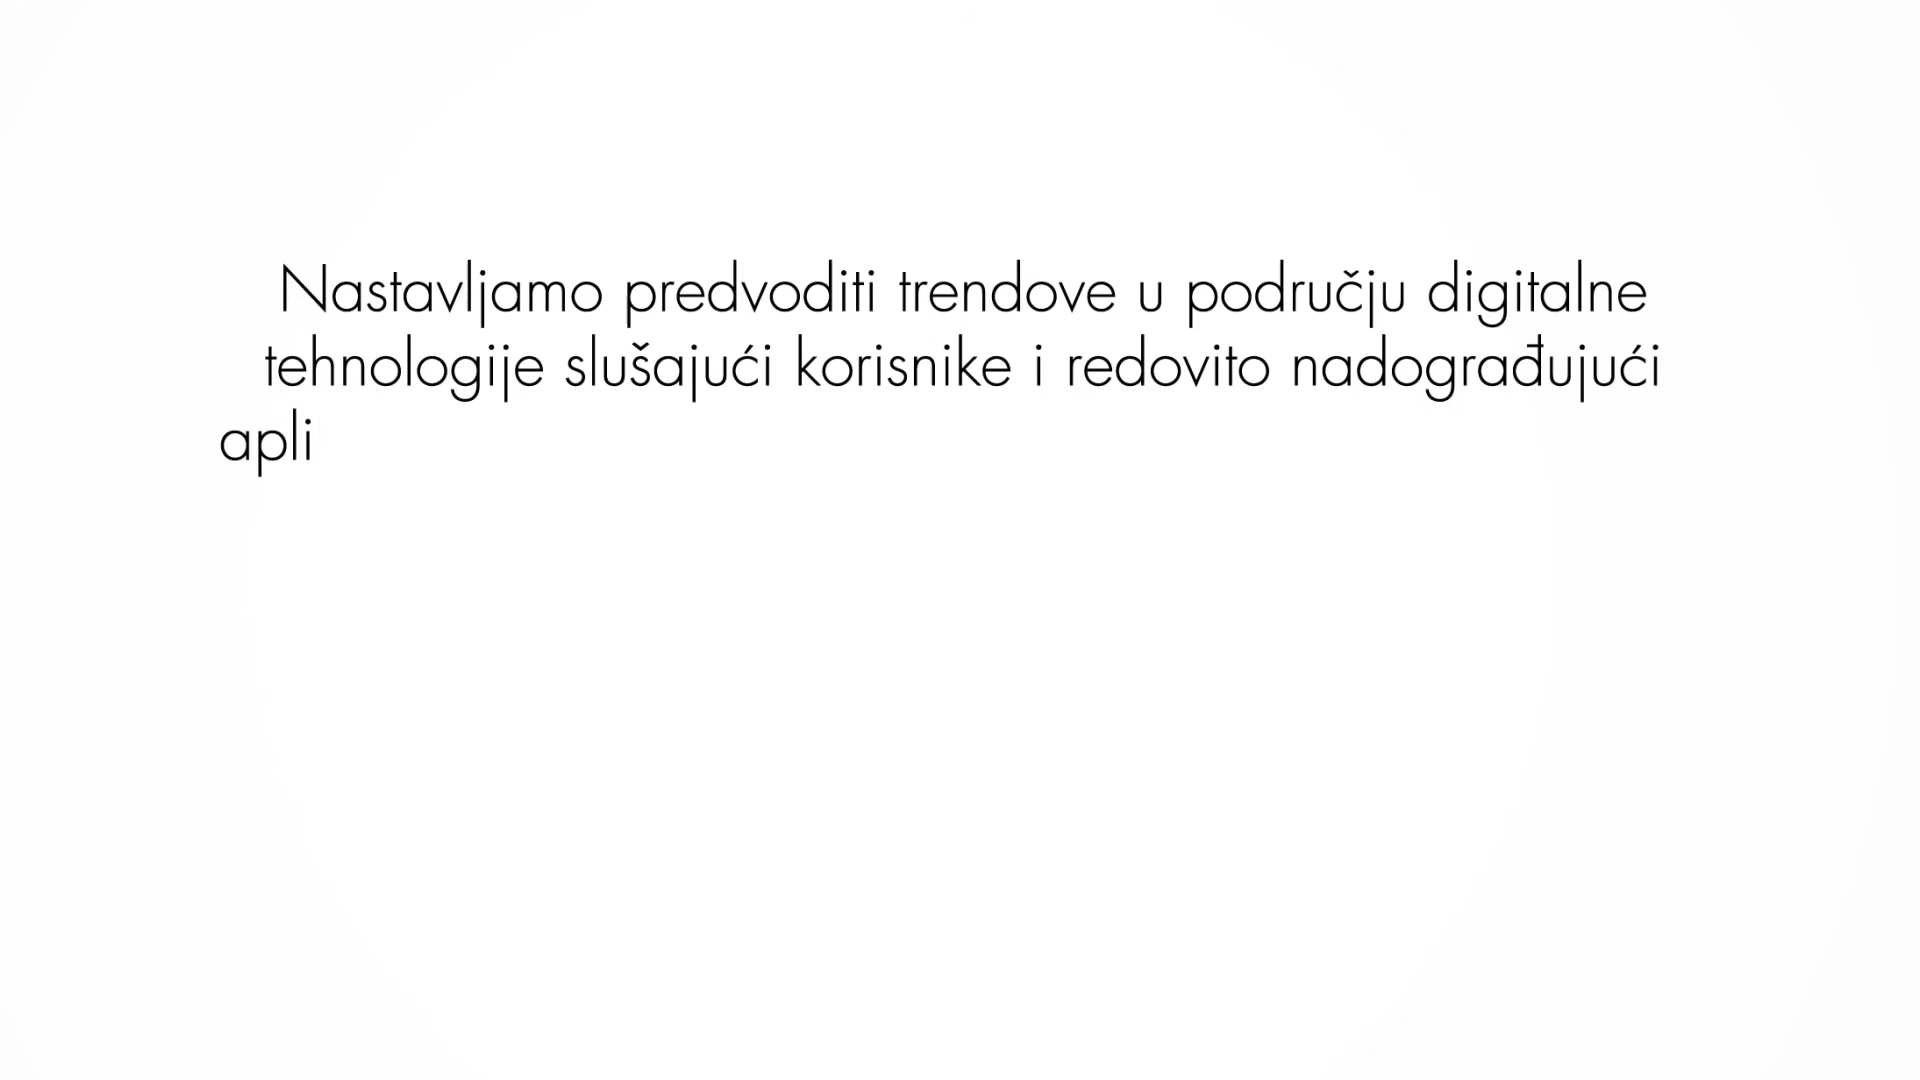 Nastavljamo predvoditi trendove u području digitalne
tehnologije slušajući korisnike i redovito nadograđujući
apli